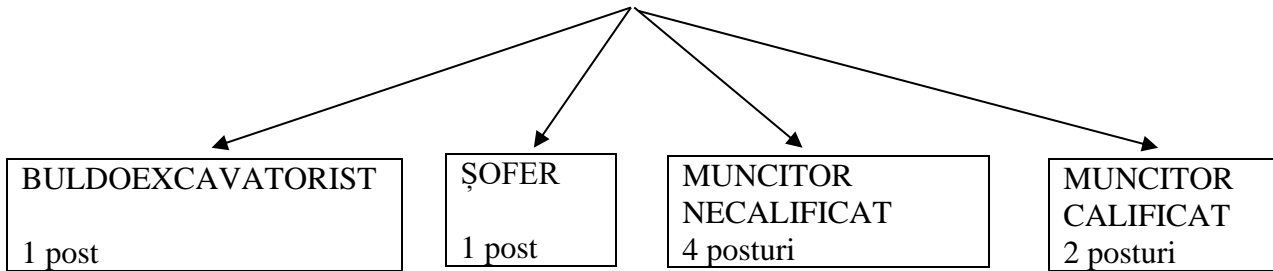 BULDOEXCAVATORIST
1 post
ȘOFER
1 post
MUNCITOR
NECALIFICAT
4 posturi
MUNCITOR
CALIFICAT
2 posturi